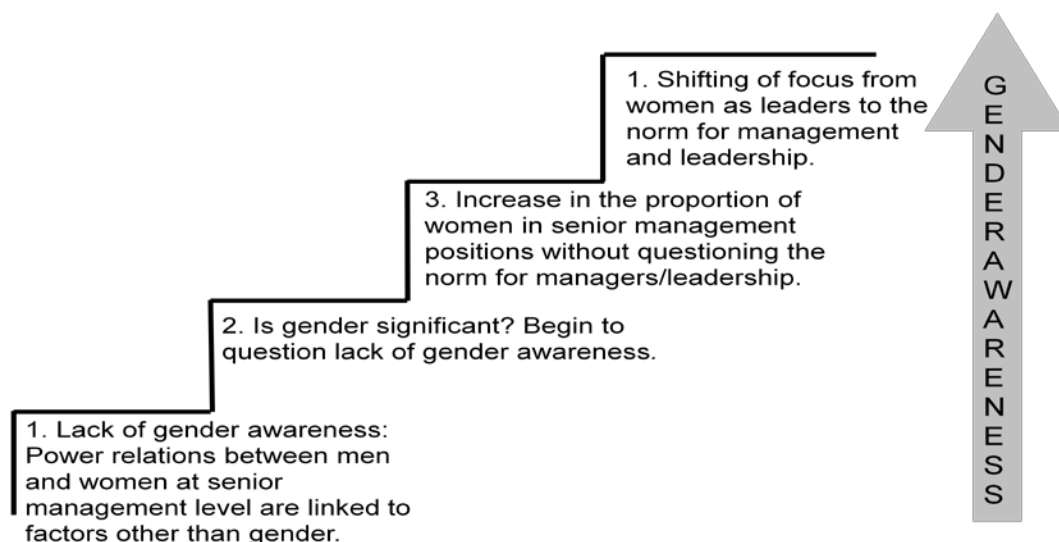 1. Shifting of focus from
women as leaders to the
norm for management
and leadership.
3. Increase in the proportion of
women in senior management
positions without questioning the
norm for managers/leadership.
2. Is gender significant? Begin to
question lack of gender awareness.
1. Lack of gender awareness:
Power relations between men
and women at senior
management level are linked to
factors other than gender.
GENDERAWARENESS